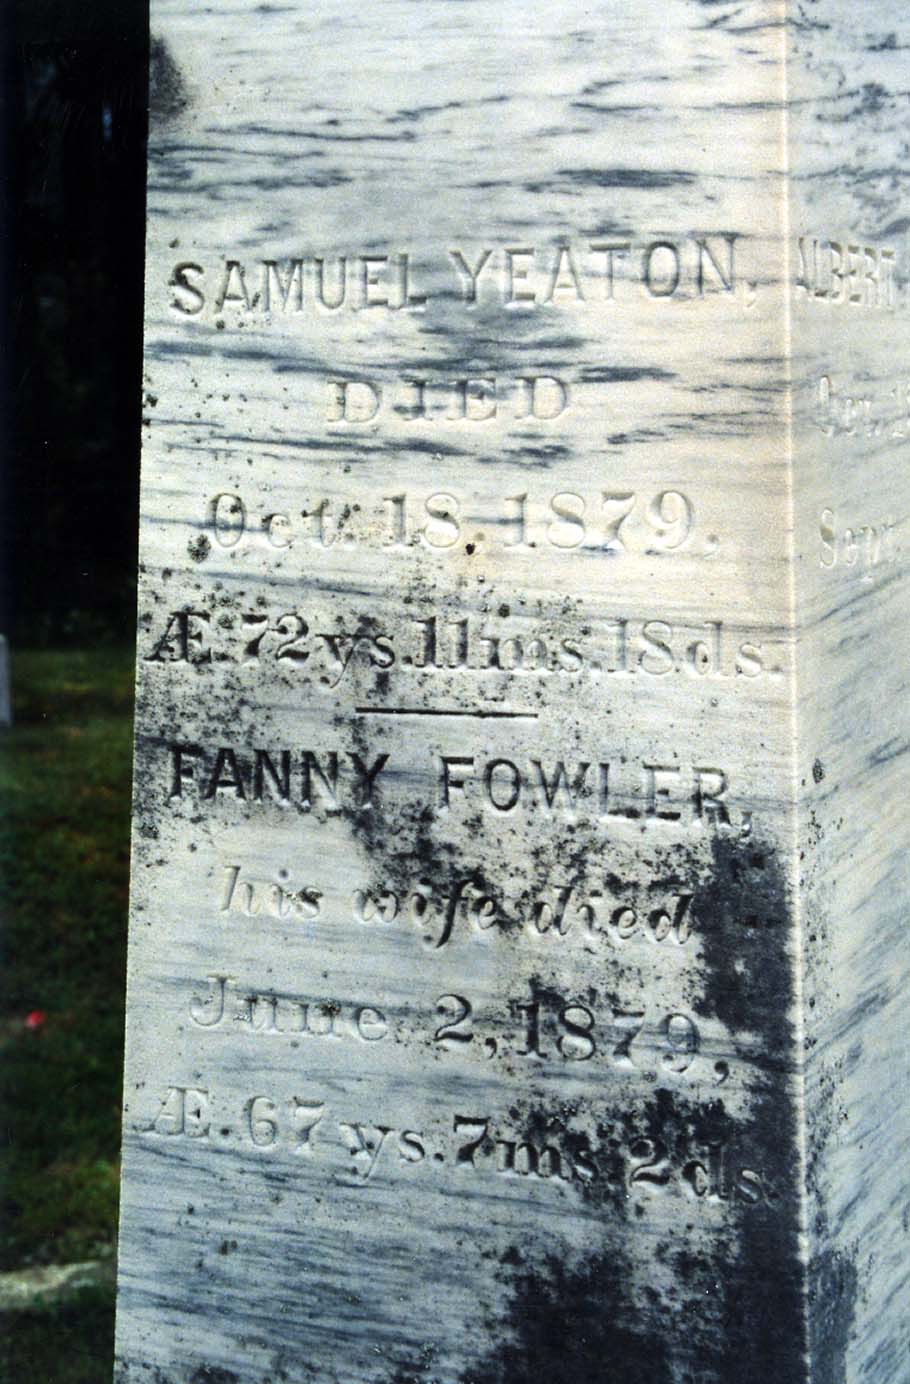 SAMUEL YEATON,
DIED
Oct. 18, 1879,
Æ. 72 ys. 11 ms. 18 ds.
FANNY FOWLER,
his wife died
June 2, 1879,
Æ. 67 ys. 7 ms. 2 ds.
ALBERT
Sept